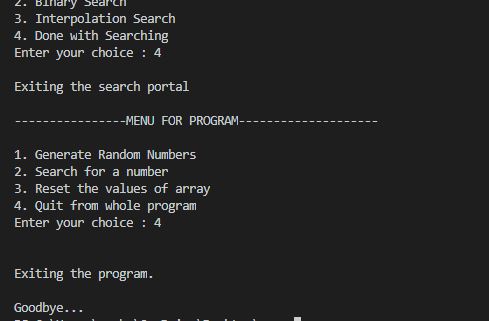 2. Binary Search
3. Interpolation Search
4. Done with Searching
Enter your choice : 4
Exiting the search portal
----------------MENU FOR PROGRAM--------------------
1. Generate Random Numbers
2. Search for a number
3. Reset the values of array
4. Quit from whole program
Enter your choice : 4
Exiting the program.
Goodbye...